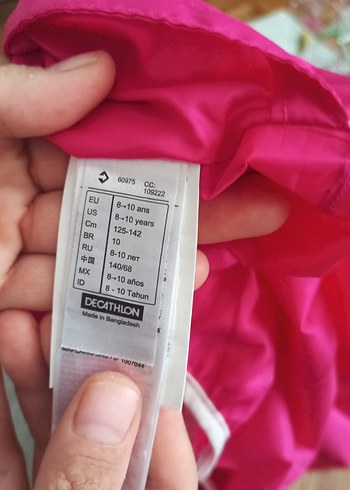 60975 CC:
109222
EU 8→10 ans
US 8→10 years
Cm 125-142
BR 10
RU 8-10 лет
中国 140/68
MX 8→10 años
ID 8 - 10 Tahun
DECATHLON
Made in Bangladesh
1007044